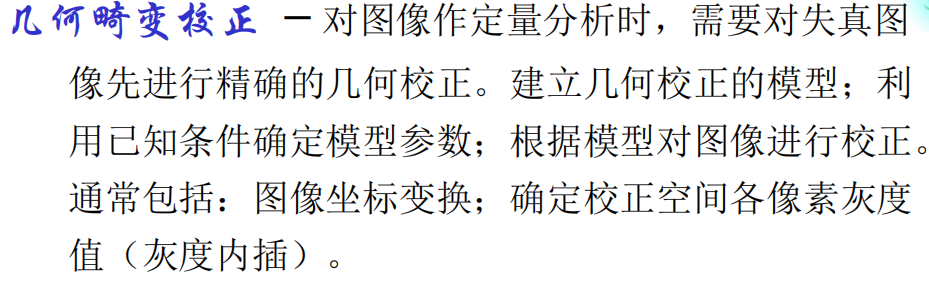 几何畸变校正 — 对图像作定量分析时，需要对失真图
像先进行精确的几何校正。建立几何校正的模型；利
用已知条件确定模型参数；根据模型对图像进行校正。
通常包括：图像坐标变换；确定校正空间各像素灰度
值（灰度内插）。